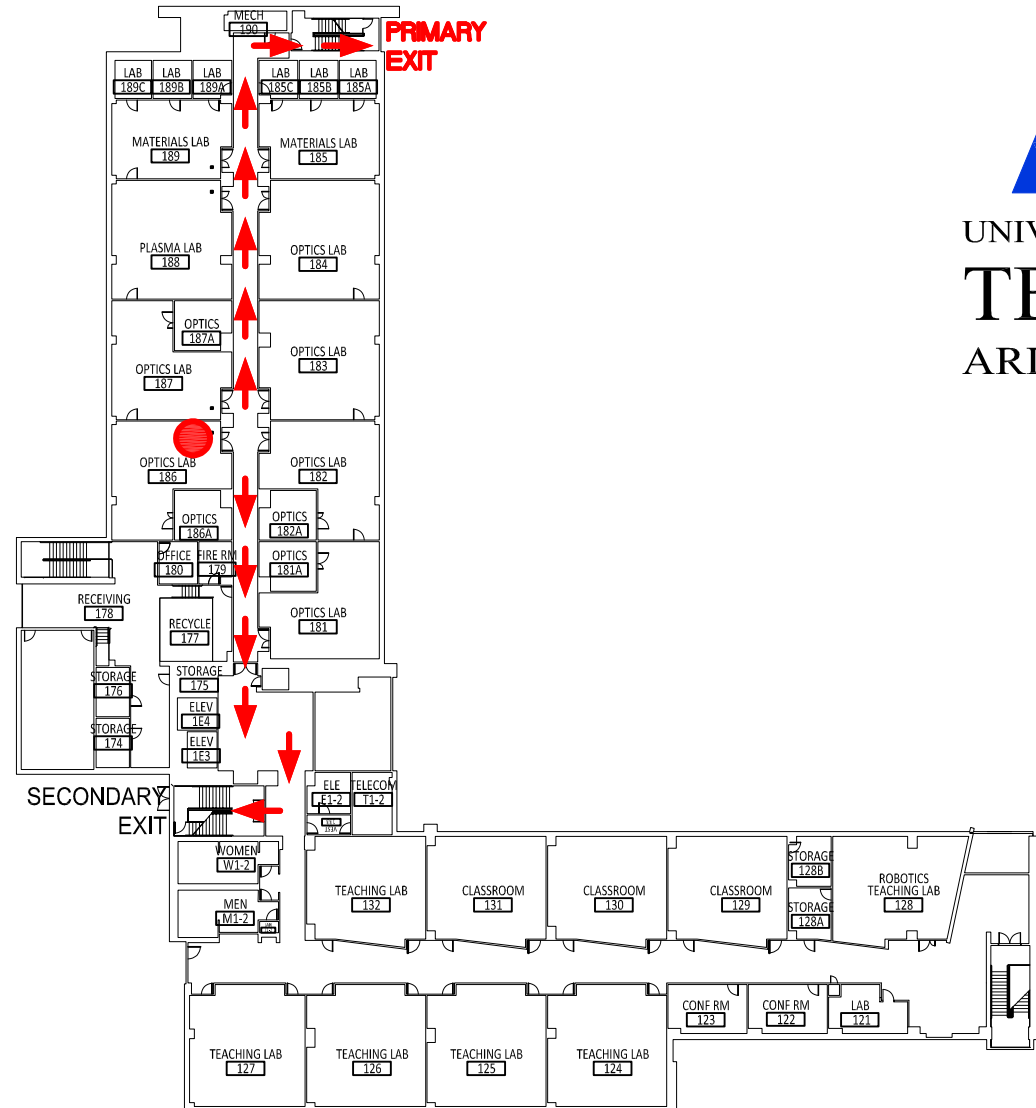 MECH
190
PRIMARY
EXIT
LAB
189C
LAB
189B
LAB
189A
LAB
185C
LAB
185B
LAB
185A
MATERIALS LAB
189
MATERIALS LAB
185
UNIV
TE
ARI
PLASMA LAB
188
OPTICS LAB
184
OPTICS
187A
OPTICS LAB
187
OPTICS LAB
183
OPTICS LAB
186
OPTICS LAB
182
OPTICS
186A
OPTICS
182A
OFFICE
180
FIRE RM
179
OPTICS
181A
RECEIVING
178
RECYCLE
177
OPTICS LAB
181
STORAGE
176
STORAGE
175
ELEV
1E4
STORAGE
174
ELEV
1E3
SECONDARY
EXIT
ELE
E1-2
TELECOM
T1-2
WOMEN
W1-2
MEN
M1-2
TEACHING LAB
132
CLASSROOM
131
CLASSROOM
130
CLASSROOM
129
STORAGE
128B
STORAGE
128A
ROBOTICS
TEACHING LAB
128
TEACHING LAB
127
TEACHING LAB
126
TEACHING LAB
125
TEACHING LAB
124
CONF RM
123
CONF RM
122
LAB
121